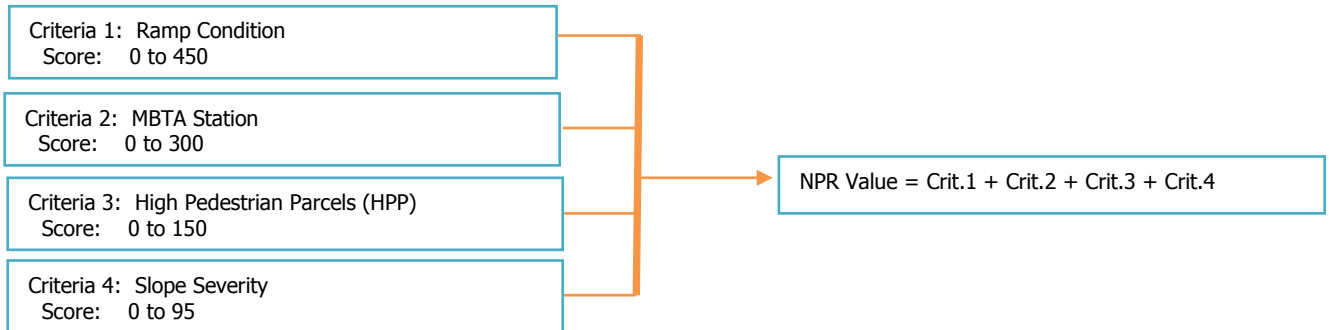 Criteria 1: Ramp Condition
Score: 0 to 450
Criteria 2: MBTA Station
Score: 0 to 300
Criteria 3: High Pedestrian Parcels (HPP)
Score: 0 to 150
Criteria 4: Slope Severity
Score: 0 to 95
NPR Value = Crit.1 + Crit.2 + Crit.3 + Crit.4